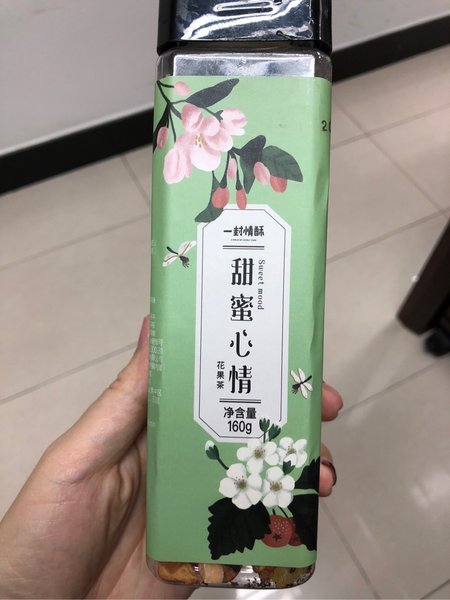 一封情酥
甜蜜心情
Sweet mood
花果茶
净含量
160g